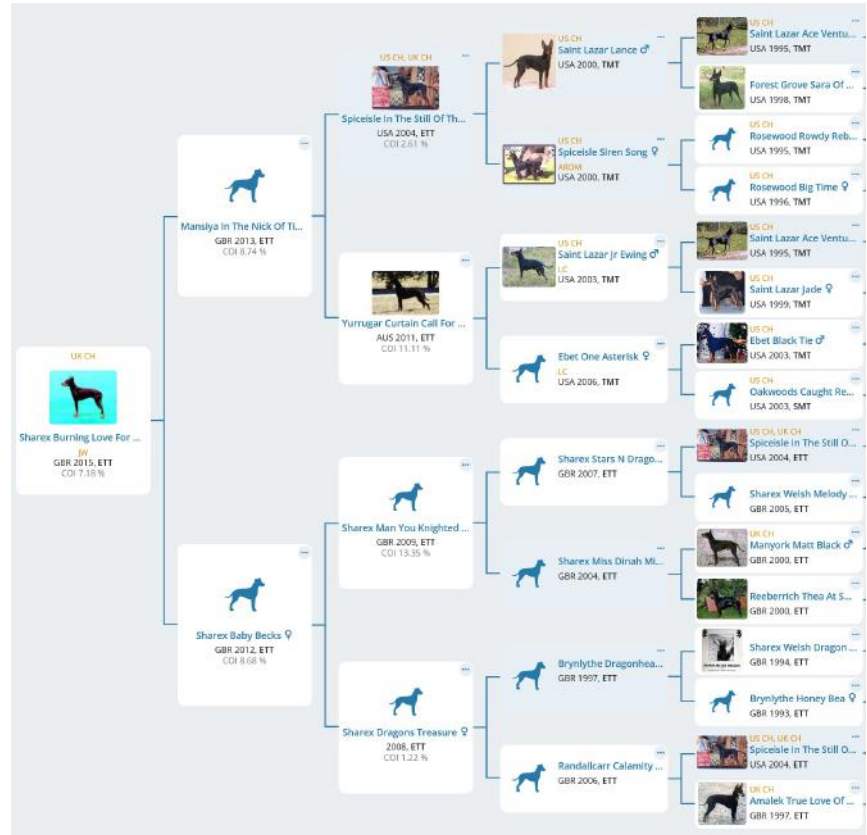 UK CH
Sharex Burning Love For ...
JW
GBR 2015, ETT
COI 7.18 %
Mansiya In The Nick Of Ti...
GBR 2013, ETT
COI 8.74 %
Sharex Baby Becks ♀
GBR 2012, ETT
COI 8.68 %
US CH, UK CH
Spiceisle In The Still Of Th...
USA 2004, ETT
COI 2.61 %
Yurrugar Curtain Call For ...
AUS 2011, ETT
COI 11.11 %
Sharex Man You Knighted ...
GBR 2009, ETT
COI 13.35 %
Sharex Dragons Treasure ♀
2008, ETT
COI 1.22 %
US CH
Saint Lazar Lance ♂
USA 2000, TMT
US CH
Spiceisle Siren Song ♀
AROM
USA 2000, TMT
US CH
Saint Lazar Jr Ewing ♂
LC
USA 2003, TMT
Ebet One Asterisk ♀
LC
USA 2006, TMT
Sharex Stars N Drago...
GBR 2007, ETT
Sharex Miss Dinah Mi...
GBR 2004, ETT
Brynlythe Dragonhea...
GBR 1997, ETT
Randallcarr Calamity ...
GBR 2006, ETT
US CH
Saint Lazar Ace Ventu...
USA 1995, TMT
Forest Grove Sara Of ...
USA 1998, TMT
US CH
Rosewood Rowdy Reb...
USA 1995, TMT
US CH
Rosewood Big Time ♀
USA 1996, TMT
US CH
Saint Lazar Ace Ventu...
USA 1995, TMT
US CH
Saint Lazar Jade ♀
USA 1999, TMT
US CH
Ebet Black Tie ♂
USA 2003, TMT
US CH
Oakwoods Caught Re...
USA 2003, SMT
US CH, UK CH
Spiceisle In The Still O...
USA 2004, ETT
Sharex Welsh Melody ...
GBR 2005, ETT
UK CH
Manyork Matt Black ♂
GBR 2000, ETT
Reeberrich Thea At S...
GBR 2000, ETT
Sharex Welsh Dragon ...
GBR 1994, ETT
Brynlythe Honey Bea ♀
GBR 1993, ETT
US CH, UK CH
Spiceisle In The Still O...
USA 2004, ETT
UK CH
Amalek True Love Of ...
GBR 1997, ETT